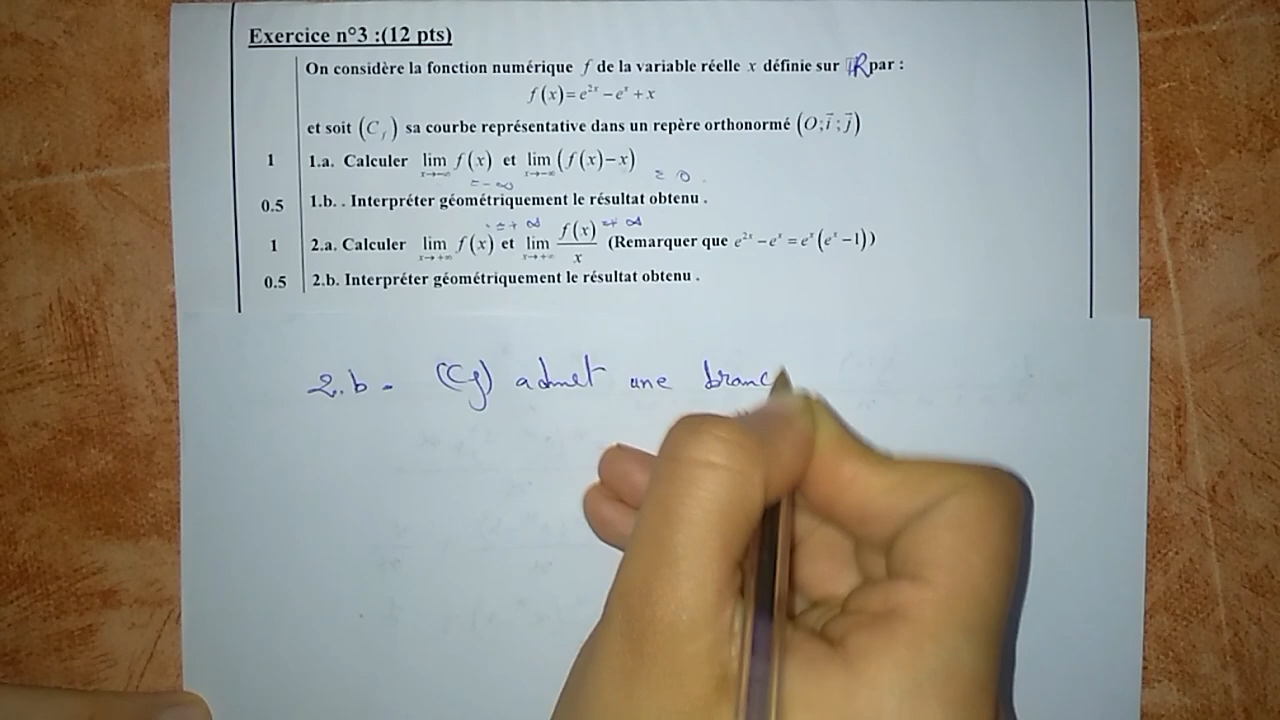 Exercice n°3 :(12 pts)
On considère la fonction numérique f de la variable réelle x définie sur ℝ par :
f(x)=e^{2x}−e^x+x
et soit (C_f) sa courbe représentative dans un repère orthonormé (O;i⃗;j⃗)
1 1.a. Calculer lim_{x→−∞} f(x) et lim_{x→−∞} (f(x)−x)
= −∞ = 0
0.5 1.b. . Interpréter géométriquement le résultat obtenu .
= + ∞ = + ∞
1 2.a. Calculer lim_{x→+∞} f(x) et lim_{x→+∞} f(x)/x (Remarquer que e^{2x}−e^x=e^x(e^x−1))
0.5 2.b. Interpréter géométriquement le résultat obtenu .
2.b - (Cf) admet une branc